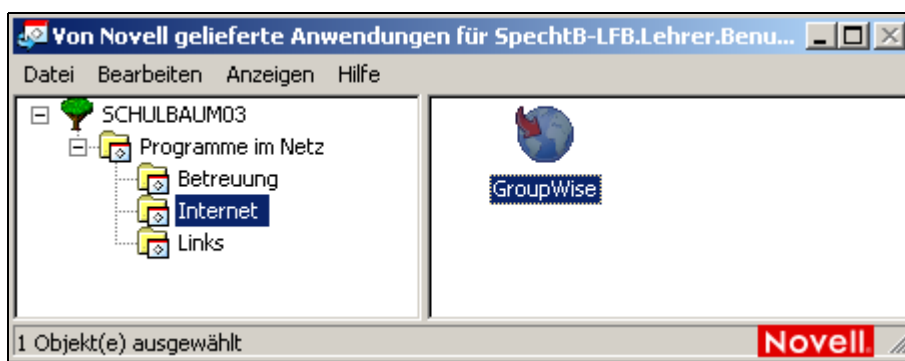 Von Novell gelieferte Anwendungen für SpechtB-LFB.Lehrer.Benu...
Datei Bearbeiten Anzeigen Hilfe
SCHULBAUM03
Programme im Netz
Betreuung
Internet
Links
GroupWise
1 Objekt(e) ausgewählt
Novell.